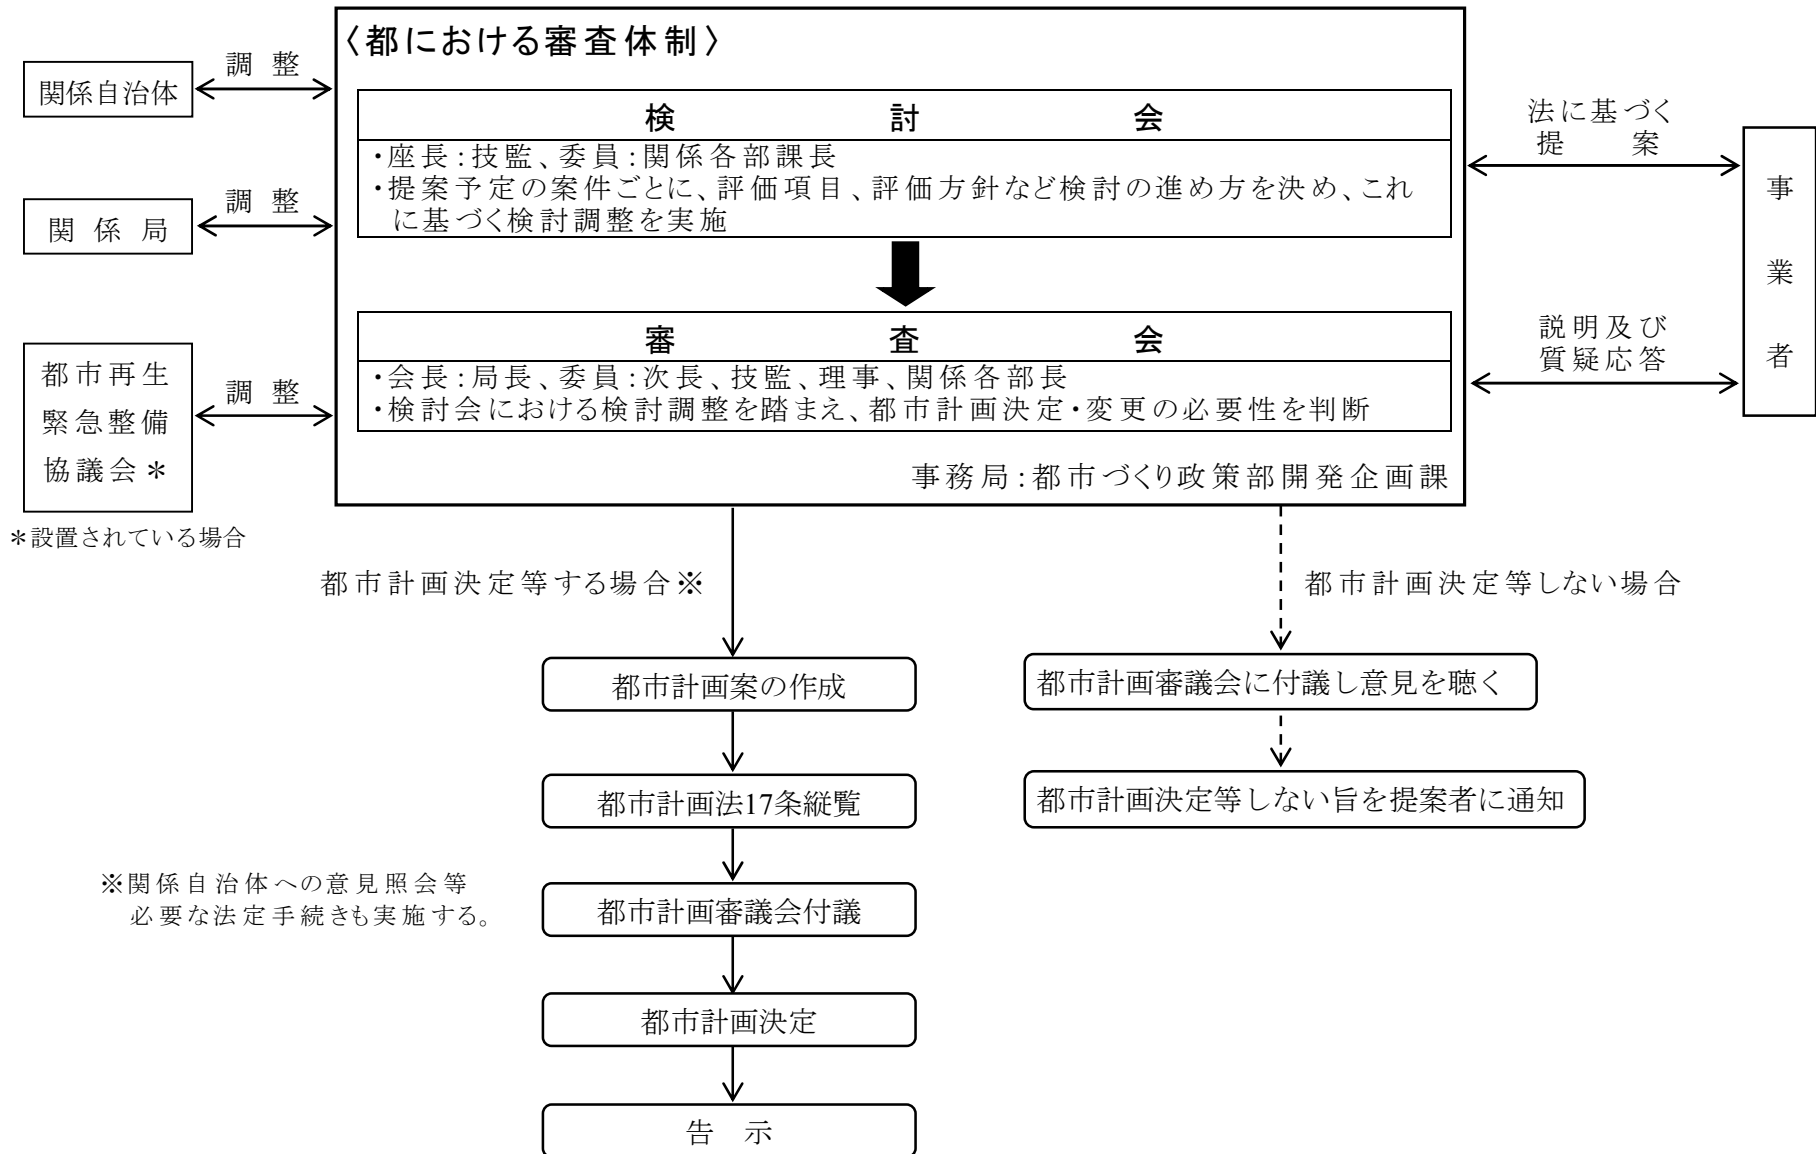 〈都における審査体制〉
関係自治体
調整
関係局
調整
都市再生
緊急整備
協議会＊
調整
＊設置されている場合
検討会
・座長：技監、委員：関係各部課長
・提案予定の案件ごとに、評価項目、評価方針など検討の進め方を決め、これ
に基づく検討調整を実施
審査会
・会長：局長、委員：次長、技監、理事、関係各部長
・検討会における検討調整を踏まえ、都市計画決定・変更の必要性を判断
事務局：都市づくり政策部開発企画課
法に基づく
提案
説明及び
質疑応答
事業者
都市計画決定等する場合※
都市計画決定等しない場合
都市計画案の作成
都市計画法17条縦覧
都市計画審議会付議
都市計画決定
告示
※関係自治体への意見照会等
必要な法定手続きも実施する。
都市計画審議会に付議し意見を聴く
都市計画決定等しない旨を提案者に通知